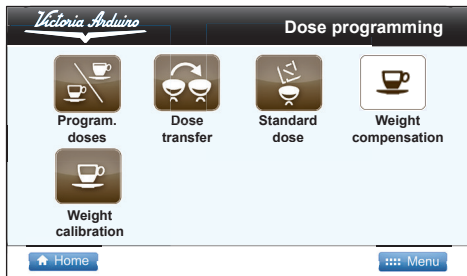 Victoria Arduino
Dose programming
Program.
doses
Dose
transfer
Standard
dose
Weight
compensation
Weight
calibration
Home
Menu